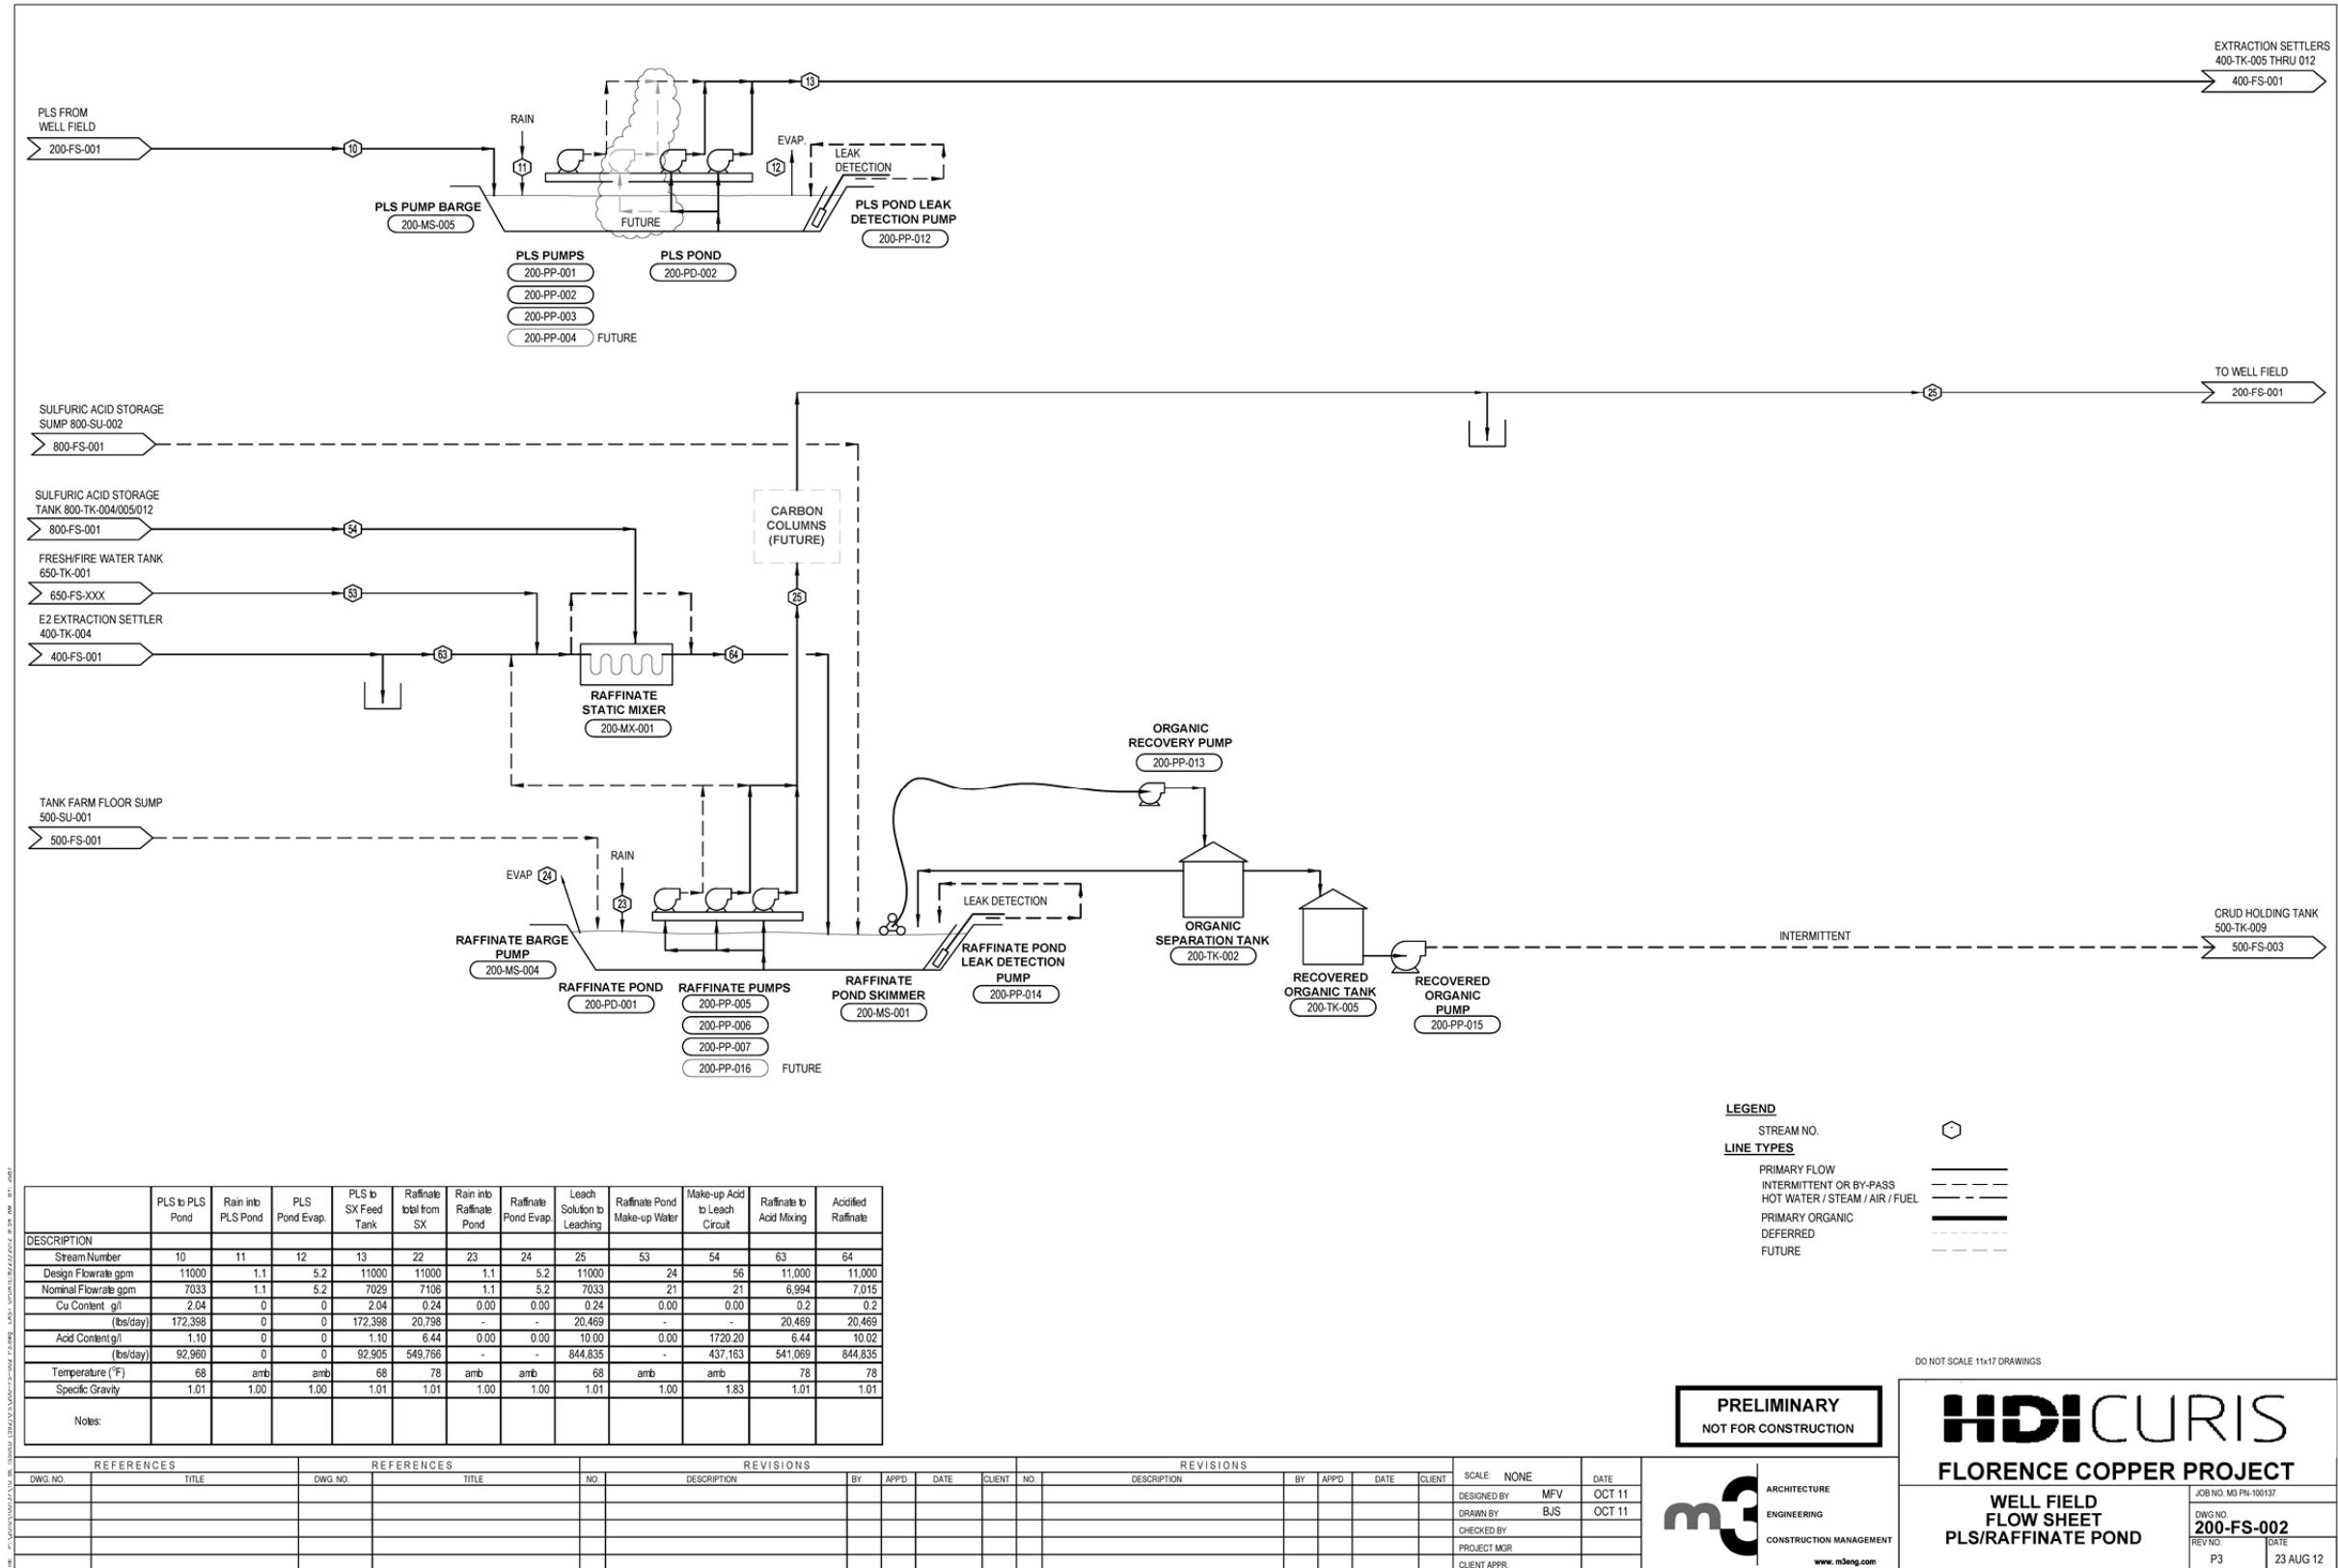 EXTRACTION SETTLERS
400-TK-005 THRU 012
400-FS-001
13
PLS FROM
WELL FIELD
200-FS-001
10
RAIN
11
EVAP.
12
LEAK
DETECTION
FUTURE
PLS PUMP BARGE
200-MS-005
PLS POND LEAK
DETECTION PUMP
200-PP-012
PLS PUMPS
200-PP-001
200-PP-002
200-PP-003
200-PP-004 FUTURE
PLS POND
200-PD-002
TO WELL FIELD
200-FS-001
25
SULFURIC ACID STORAGE
SUMP 800-SU-002
800-FS-001
SULFURIC ACID STORAGE
TANK 800-TK-004/005/012
800-FS-001
54
CARBON
COLUMNS
(FUTURE)
FRESH/FIRE WATER TANK
650-TK-001
650-FS-XXX
53
25
E2 EXTRACTION SETTLER
400-TK-004
400-FS-001
63
64
RAFFINATE
STATIC MIXER
200-MX-001
ORGANIC
RECOVERY PUMP
200-PP-013
TANK FARM FLOOR SUMP
500-SU-001
500-FS-001
RAIN
EVAP 24
23
LEAK DETECTION
RAFFINATE BARGE
PUMP
200-MS-004
RAFFINATE POND
200-PD-001
RAFFINATE PUMPS
200-PP-005
200-PP-006
200-PP-007
200-PP-016 FUTURE
RAFFINATE
POND SKIMMER
200-MS-001
RAFFINATE POND
LEAK DETECTION
PUMP
200-PP-014
ORGANIC
SEPARATION TANK
200-TK-002
RECOVERED
ORGANIC TANK
200-TK-005
RECOVERED
ORGANIC
PUMP
200-PP-015
INTERMITTENT
CRUD HOLDING TANK
500-TK-009
500-FS-003
LEGEND
STREAM NO.
LINE TYPES
PRIMARY FLOW
INTERMITTENT OR BY-PASS
HOT WATER / STEAM / AIR / FUEL
PRIMARY ORGANIC
DEFERRED
FUTURE
PLS to PLS Pond Rain into PLS Pond PLS Pond Evap. PLS to SX Feed Tank Raffinate total from SX Rain into Raffinate Pond Raffinate Pond Evap. Leach Solution to Leaching Raffinate Pond Make-up Water Make-up Acid to Leach Circuit Raffinate to Acid Mixing Acidified Raffinate
DESCRIPTION
Stream Number 10 11 12 13 22 23 24 25 53 54 63 64
Design Flowrate gpm 11000 1.1 5.2 11000 11000 1.1 5.2 11000 24 56 11,000 11,000
Nominal Flowrate gpm 7033 1.1 5.2 7029 7106 1.1 5.2 7033 21 21 6,994 7,015
Cu Content g/l 2.04 0 0 2.04 0.24 0.00 0.00 0.24 0.00 0.00 0.2 0.2
(lbs/day) 172,398 0 0 172,398 20,798 - - 20,469 - - 20,469 20,469
Acid Content g/l 1.10 0 0 1.10 6.44 0.00 0.00 10.00 0.00 1720.20 6.44 10.02
(lbs/day) 92,960 0 0 92,905 549,766 - - 844,835 - 437,163 541,069 844,835
Temperature (°F) 68 amb amb 68 78 amb amb 68 amb amb 78 78
Specific Gravity 1.01 1.00 1.00 1.01 1.01 1.00 1.00 1.01 1.00 1.83 1.01 1.01
Notes:
DO NOT SCALE 11x17 DRAWINGS
PRELIMINARY
NOT FOR CONSTRUCTION
HDI CURIS
FLORENCE COPPER PROJECT
WELL FIELD
FLOW SHEET
PLS/RAFFINATE POND
JOB NO. M3 PN-100137
DWG NO.
200-FS-002
REV NO. DATE
P3 23 AUG 12
REFERENCES REFERENCES REVISIONS REVISIONS
DWG. NO. TITLE DWG. NO. TITLE NO. DESCRIPTION BY APP'D DATE CLIENT NO. DESCRIPTION BY APP'D DATE CLIENT
SCALE: NONE DATE
DESIGNED BY MFV OCT 11
DRAWN BY BJS OCT 11
CHECKED BY
PROJECT MGR
CLIENT APPR.
m3
ARCHITECTURE
ENGINEERING
CONSTRUCTION MANAGEMENT
www. m3eng.com